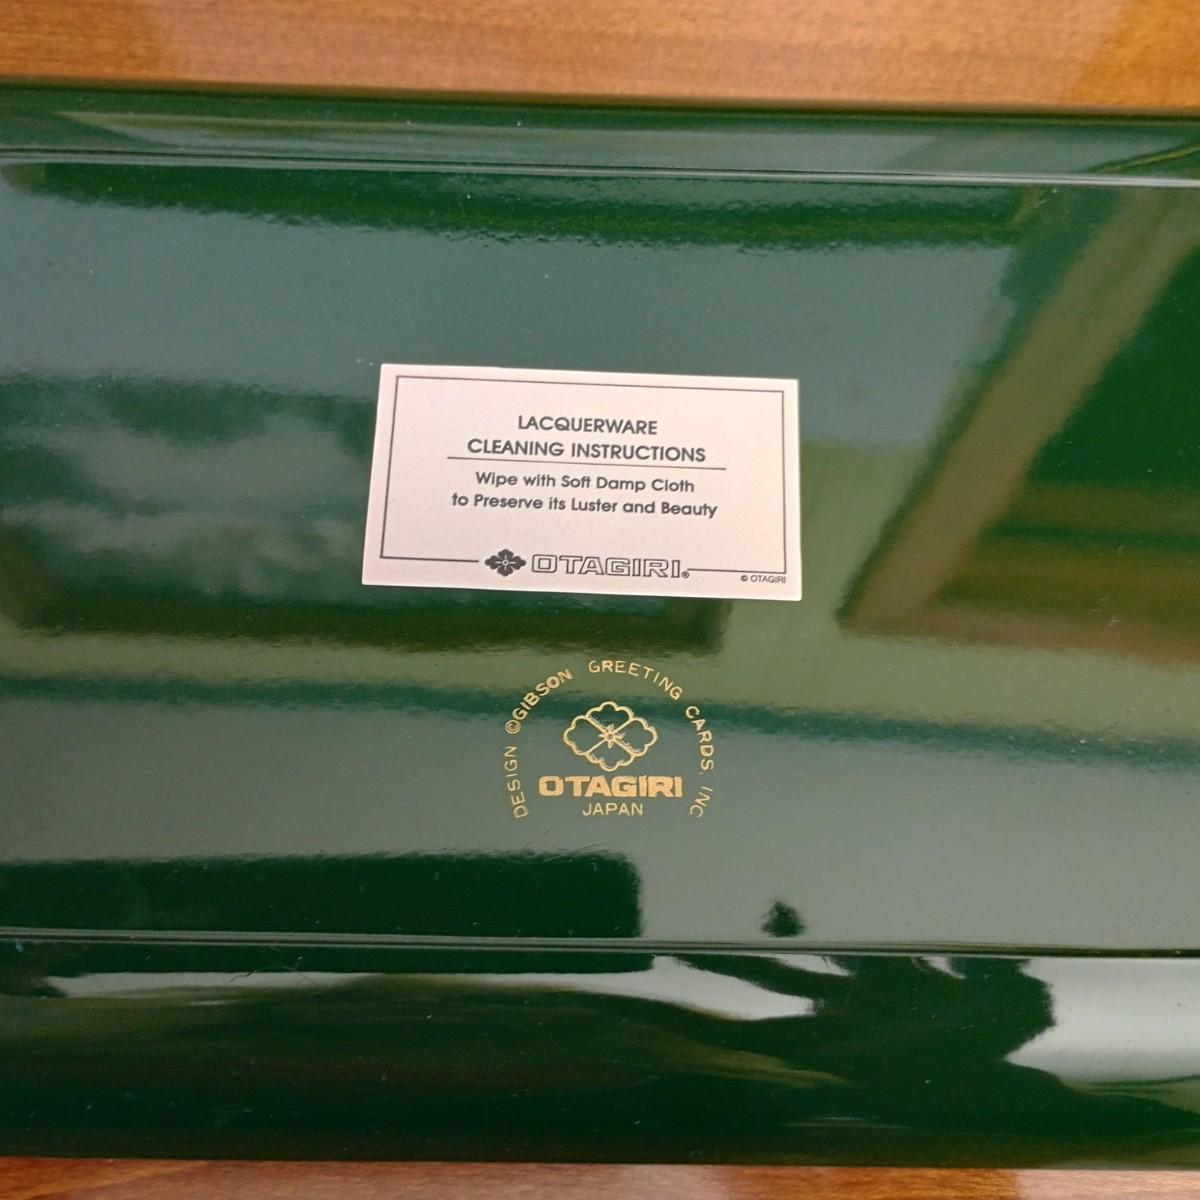 LACQUERWARE
CLEANING INSTRUCTIONS
Wipe with Soft Damp Cloth
to Preserve its Luster and Beauty
OTAGIRI®
© OTAGIRI
DESIGN ©GIBSON GREETING CARDS, INC
OTAGIRI
JAPAN